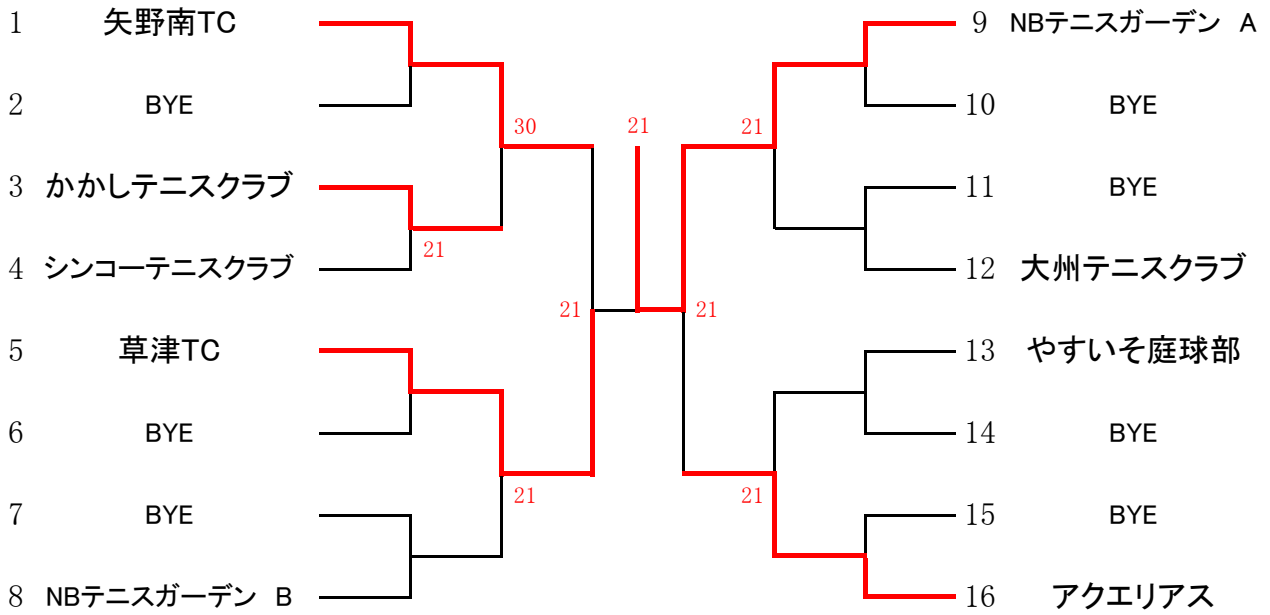 1 矢野南TC
2 BYE
30
3 かかしテニスクラブ
21
4 シンコーテニスクラブ
21
5 草津TC
6 BYE
21
7 BYE
8 NBテニスガーデン B
21
9 NBテニスガーデン A
10 BYE
21
11 BYE
12 大州テニスクラブ
21
13 やすいそ庭球部
14 BYE
21
15 BYE
16 アクエリアス